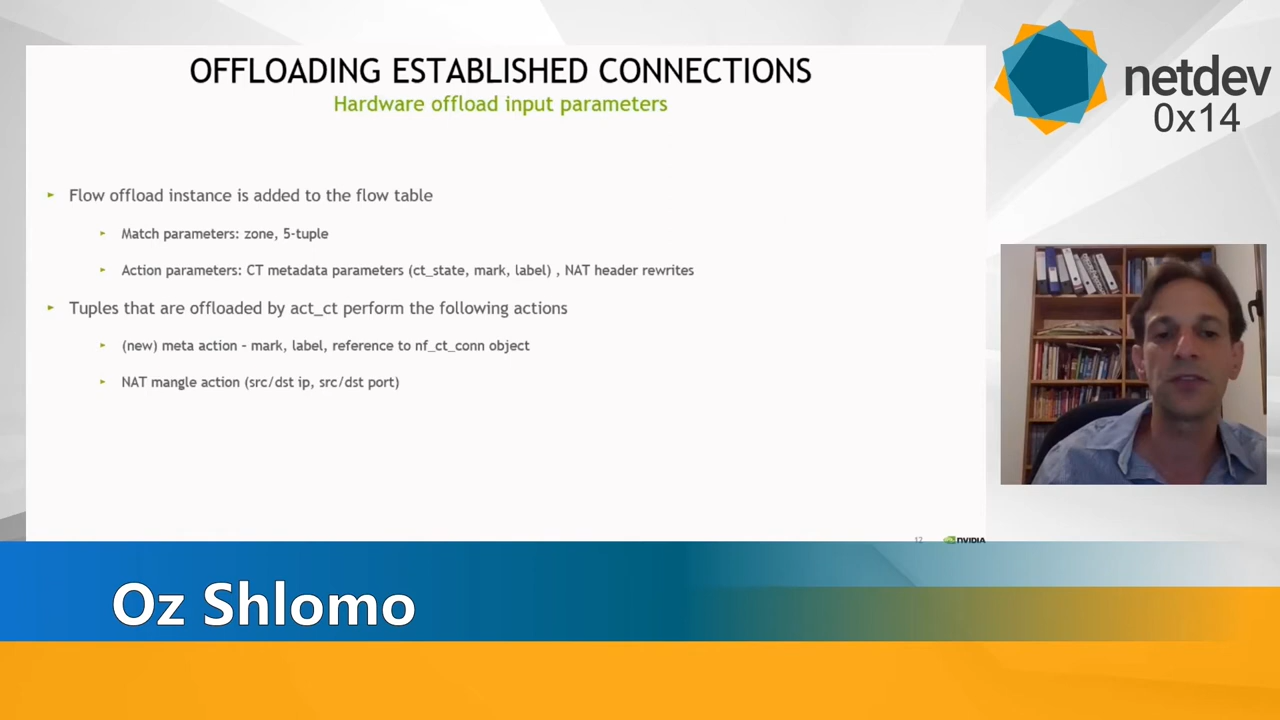 OFFLOADING ESTABLISHED CONNECTIONS
Hardware offload input parameters
Flow offload instance is added to the flow table
Match parameters: zone, 5-tuple
Action parameters: CT metadata parameters (ct_state, mark, label) , NAT header rewrites
Tuples that are offloaded by act_ct perform the following actions
(new) meta action – mark, label, reference to nf_ct_conn object
NAT mangle action (src/dst ip, src/dst port)
12
NVIDIA
netdev
0x14
Oz Shlomo